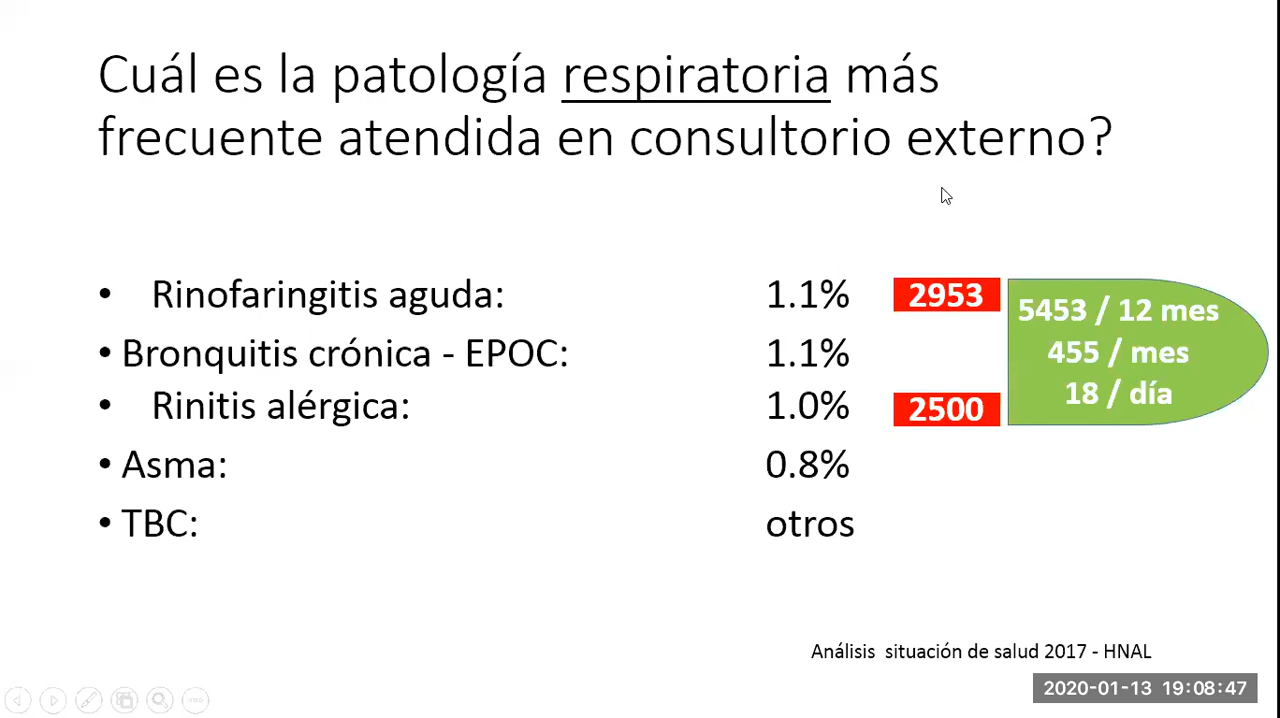 Cuál es la patología respiratoria más
frecuente atendida en consultorio externo?
• Rinofaringitis aguda: 1.1% 2953
• Bronquitis crónica - EPOC: 1.1%
• Rinitis alérgica: 1.0% 2500
• Asma: 0.8%
• TBC: otros
5453 / 12 mes
455 / mes
18 / día
Análisis situación de salud 2017 - HNAL
2020-01-13 19:08:47